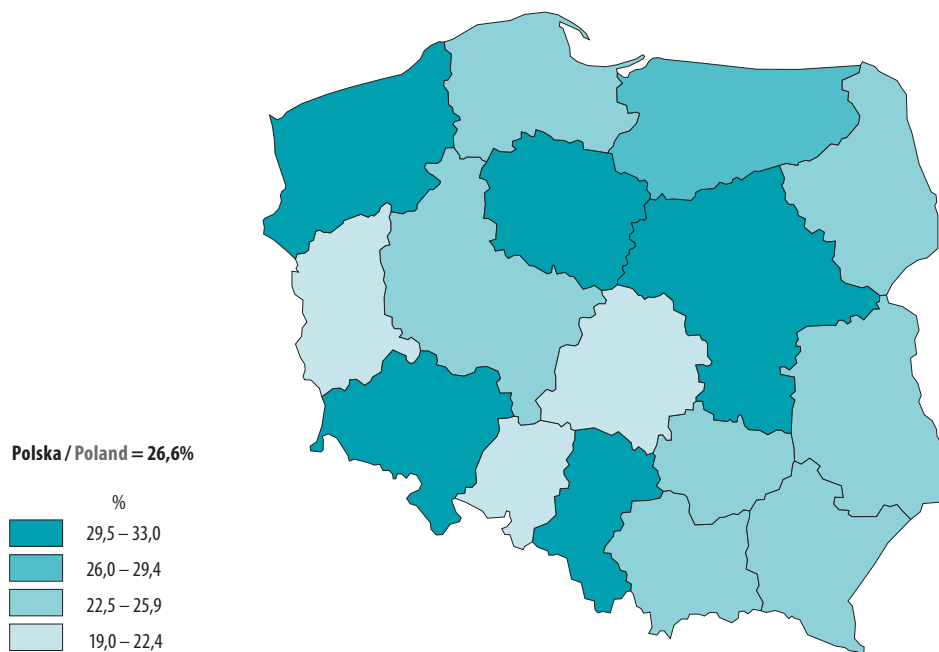 Polska / Poland = 26,6%
%
29,5 – 33,0
26,0 – 29,4
22,5 – 25,9
19,0 – 22,4